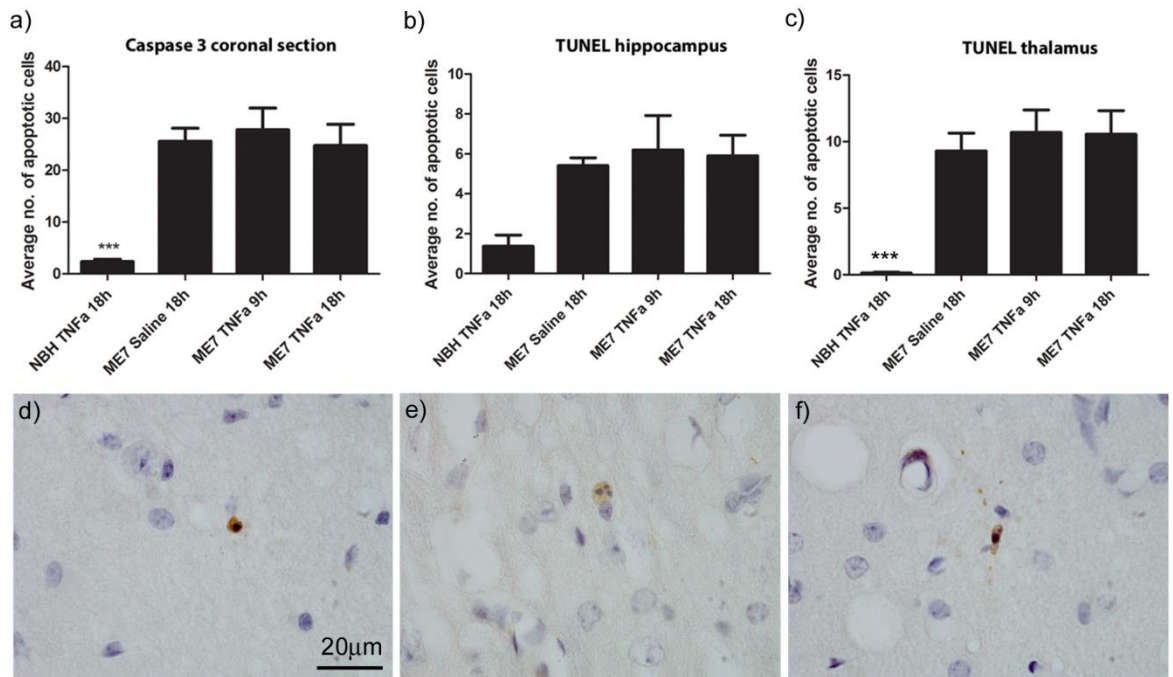 a)
Caspase 3 coronal section
Average no. of apoptotic cells
40
30
20
10
0
***
NBH TNFa 18h
ME7 Saline 18h
ME7 TNFa 9h
ME7 TNFa 18h
b)
TUNEL hippocampus
Average no. of apoptotic cells
10
8
6
4
2
0
NBH TNFa 18h
ME7 Saline 18h
ME7 TNFa 9h
ME7 TNFa 18h
c)
TUNEL thalamus
Average no. of apoptotic cells
15
10
5
0
***
NBH TNFa 18h
ME7 Saline 18h
ME7 TNFa 9h
ME7 TNFa 18h
d)
20μm
e)
f)